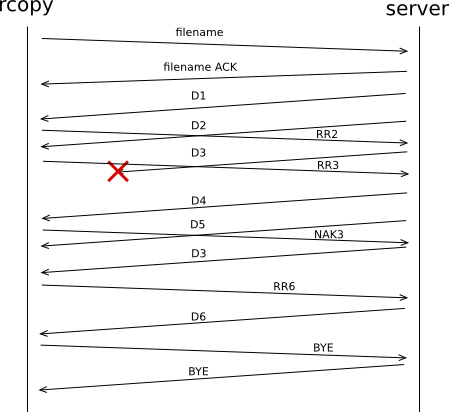 rcopy
server
filename
filename ACK
D1
D2
RR2
D3
RR3
D4
D5
NAK3
D3
RR6
D6
BYE
BYE